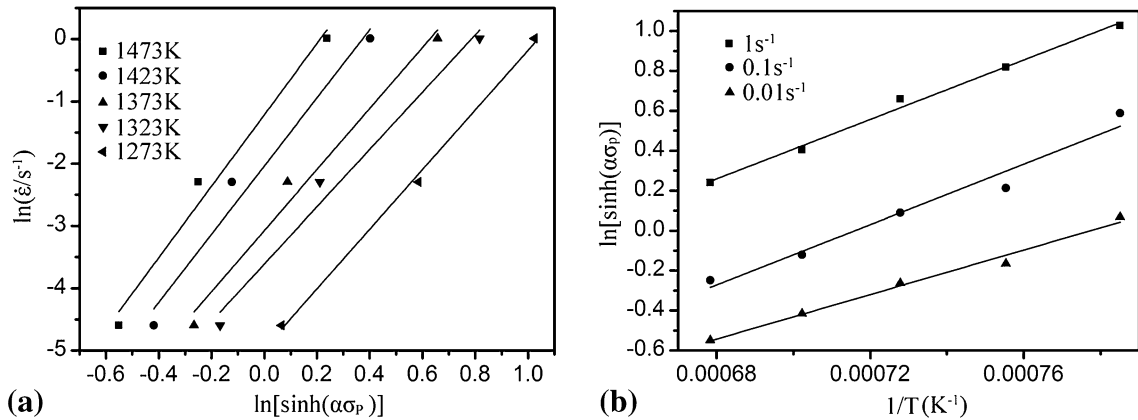 0
-1
-2
-3
-4
-5
ln(ε̇/s⁻¹)
1473K
1423K
1373K
1323K
1273K
-0.6 -0.4 -0.2 0.0 0.2 0.4 0.6 0.8 1.0
ln[sinh(ασₚ)]
(a)
1.0
0.8
0.6
0.4
0.2
0.0
-0.2
-0.4
-0.6
ln[sinh(ασₚ)]
1s⁻¹
0.1s⁻¹
0.01s⁻¹
0.00068 0.00072 0.00076
1/T(K⁻¹)
(b)